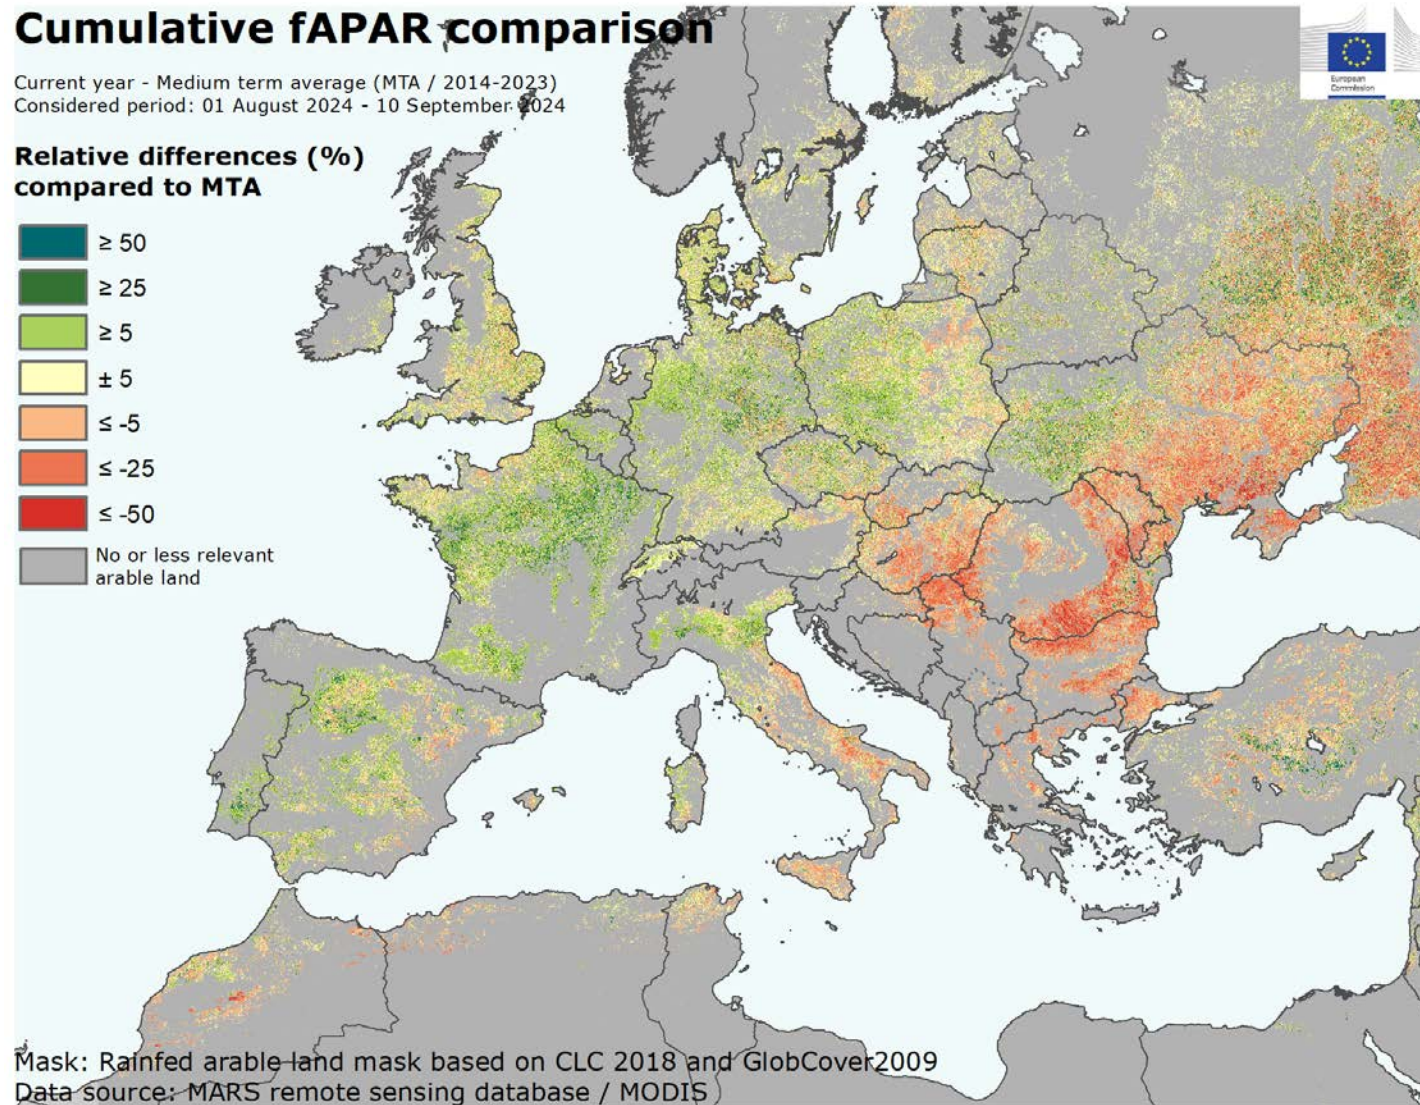 Cumulative fAPAR comparison
Current year - Medium term average (MTA / 2014-2023)
Considered period: 01 August 2024 - 10 September 2024
Relative differences (%)
compared to MTA
≥ 50
≥ 25
≥ 5
± 5
≤ -5
≤ -25
≤ -50
No or less relevant
arable land
European
Commission
Mask: Rainfed arable land mask based on CLC 2018 and GlobCover2009
Data source: MARS remote sensing database / MODIS